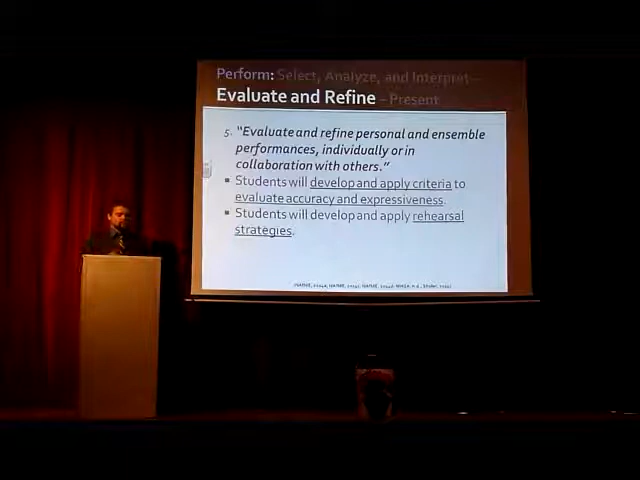 Perform: Select, Analyze, and Interpret –
Evaluate and Refine – Present
5. "Evaluate and refine personal and ensemble
performances, individually or in
collaboration with others."
▪ Students will develop and apply criteria to
evaluate accuracy and expressiveness.
▪ Students will develop and apply rehearsal
strategies.